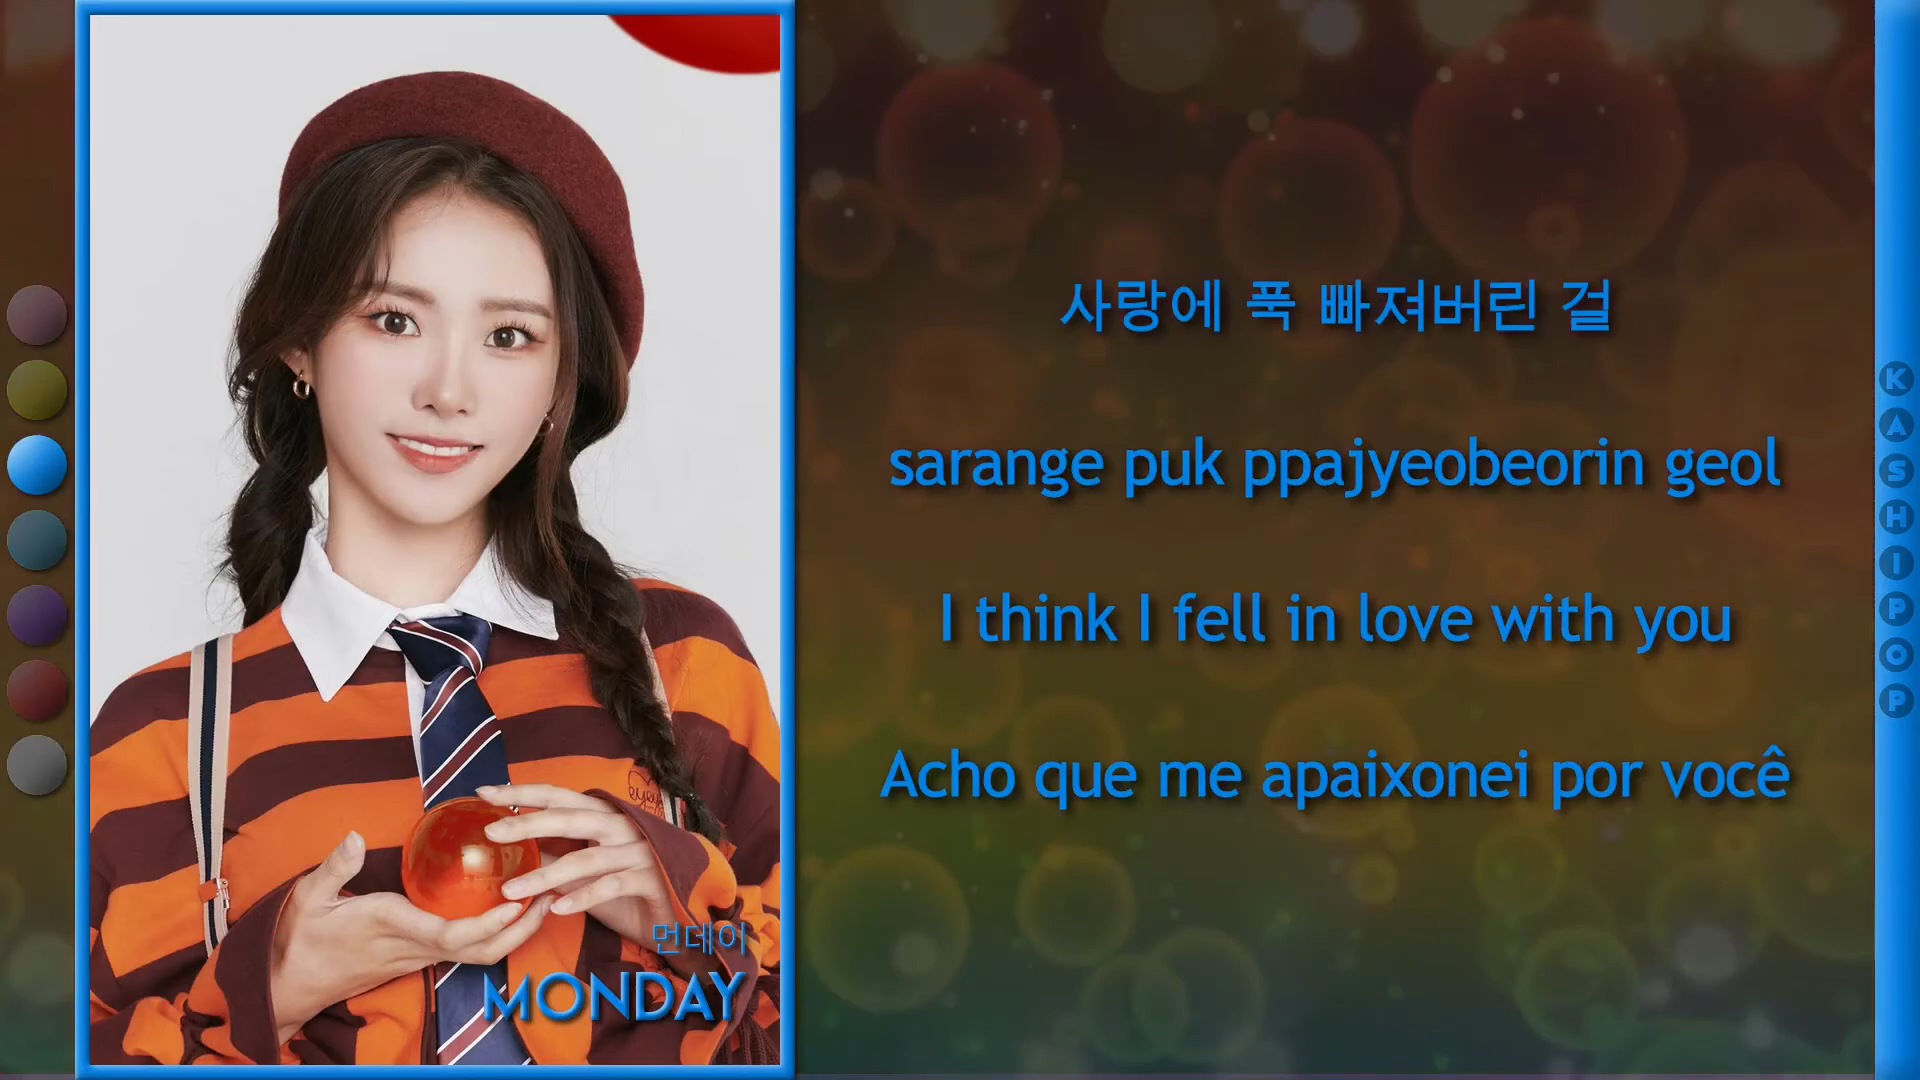 사랑에 푹 빠져버린 걸
sarange puk ppajyeobeorin geol
I think I fell in love with you
Acho que me apaixonei por você
먼데이
MONDAY
KASHIPOP